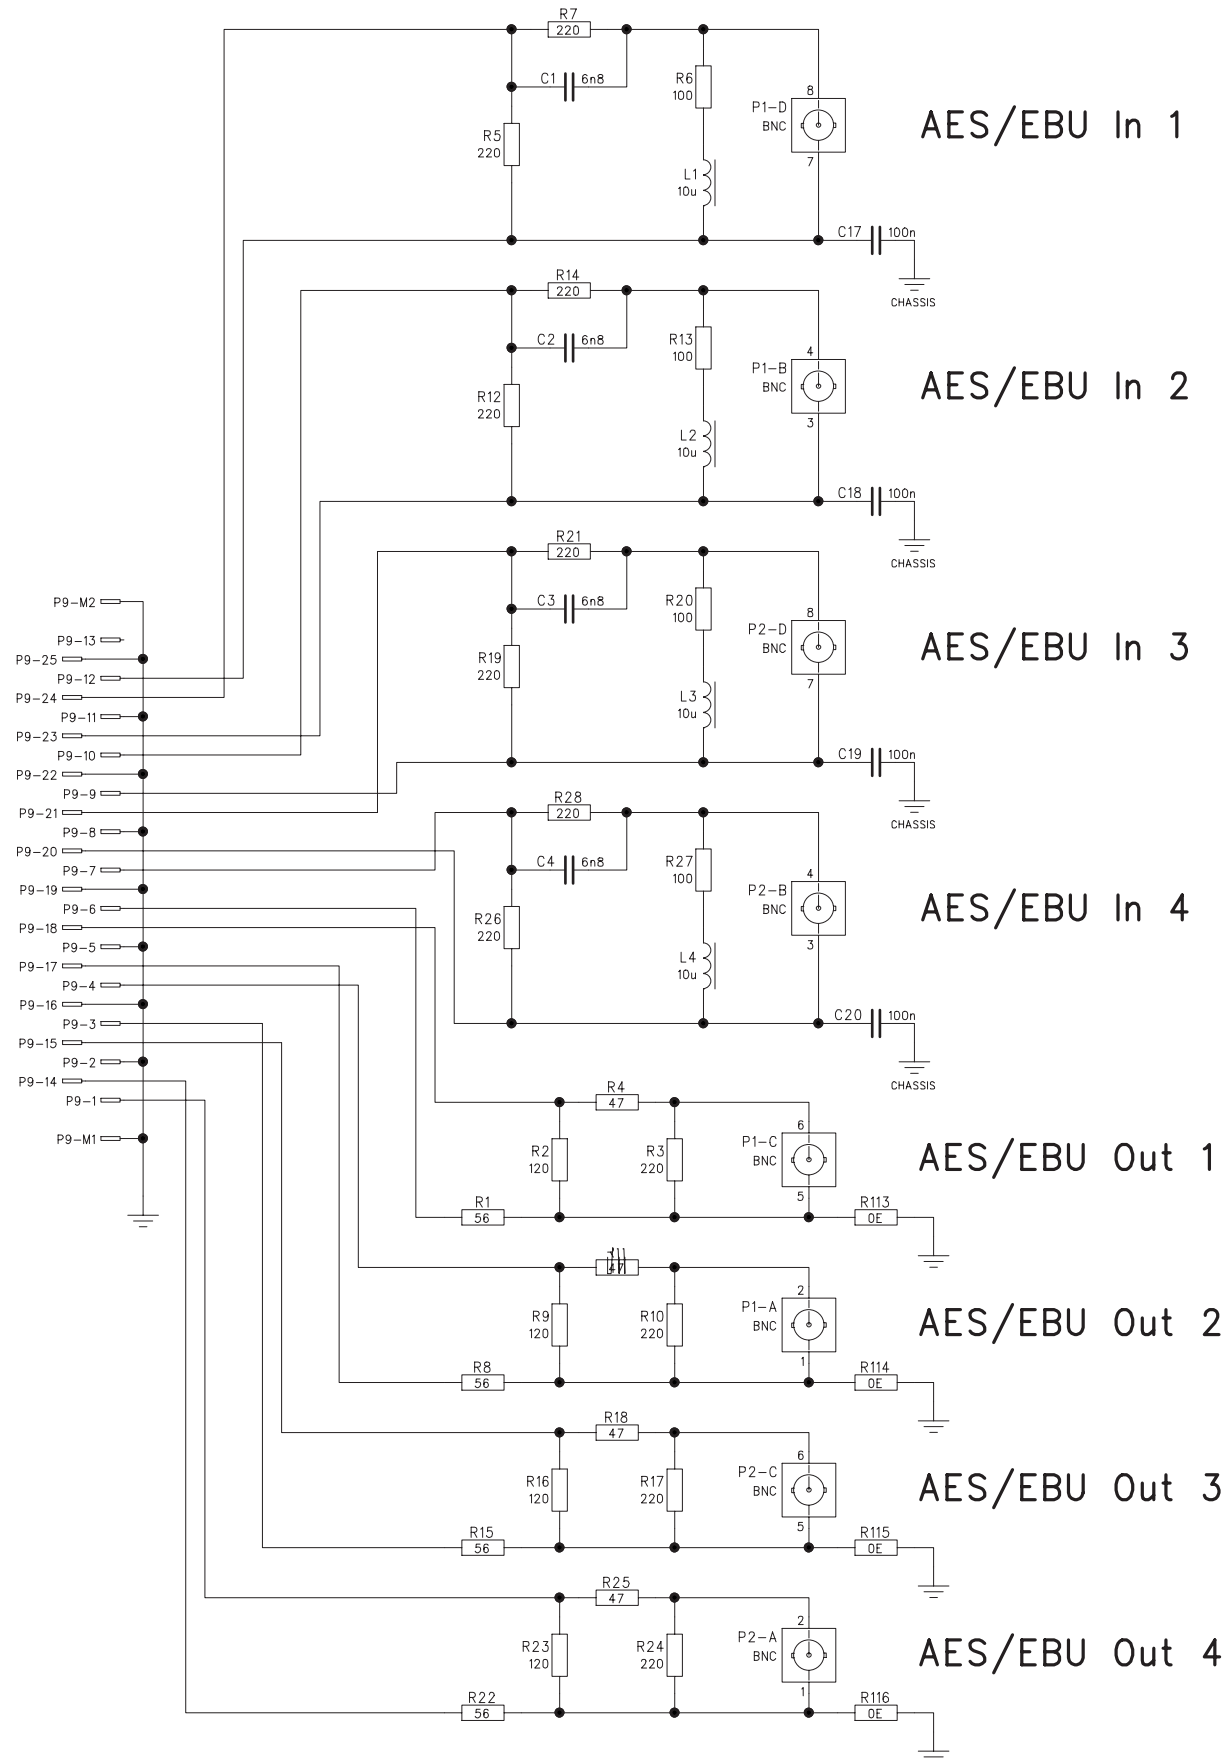 R7
220
C1 6n8
R6
100
P1-D
BNC
8
7
R5
220
L1
10u
AES/EBU In 1
C17 100n
CHASSIS
R14
220
C2 6n8
R13
100
P1-B
BNC
4
3
R12
220
L2
10u
AES/EBU In 2
C18 100n
CHASSIS
R21
220
C3 6n8
R20
100
P2-D
BNC
8
7
R19
220
L3
10u
AES/EBU In 3
C19 100n
CHASSIS
R28
220
C4 6n8
R27
100
P2-B
BNC
4
3
R26
220
L4
10u
AES/EBU In 4
C20 100n
CHASSIS
P9-M2
P9-13
P9-25
P9-12
P9-24
P9-11
P9-23
P9-10
P9-22
P9-9
P9-21
P9-8
P9-20
P9-7
P9-19
P9-6
P9-18
P9-5
P9-17
P9-4
P9-16
P9-3
P9-15
P9-2
P9-14
P9-1
P9-M1
R4
47
R2
120
R3
220
P1-C
BNC
6
5
R1
56
R113
0E
AES/EBU Out 1
47
R9
120
R10
220
P1-A
BNC
2
1
R8
56
R114
0E
AES/EBU Out 2
R18
47
R16
120
R17
220
P2-C
BNC
6
5
R15
56
R115
0E
AES/EBU Out 3
R25
47
R23
120
R24
220
P2-A
BNC
2
1
R22
56
R116
0E
AES/EBU Out 4